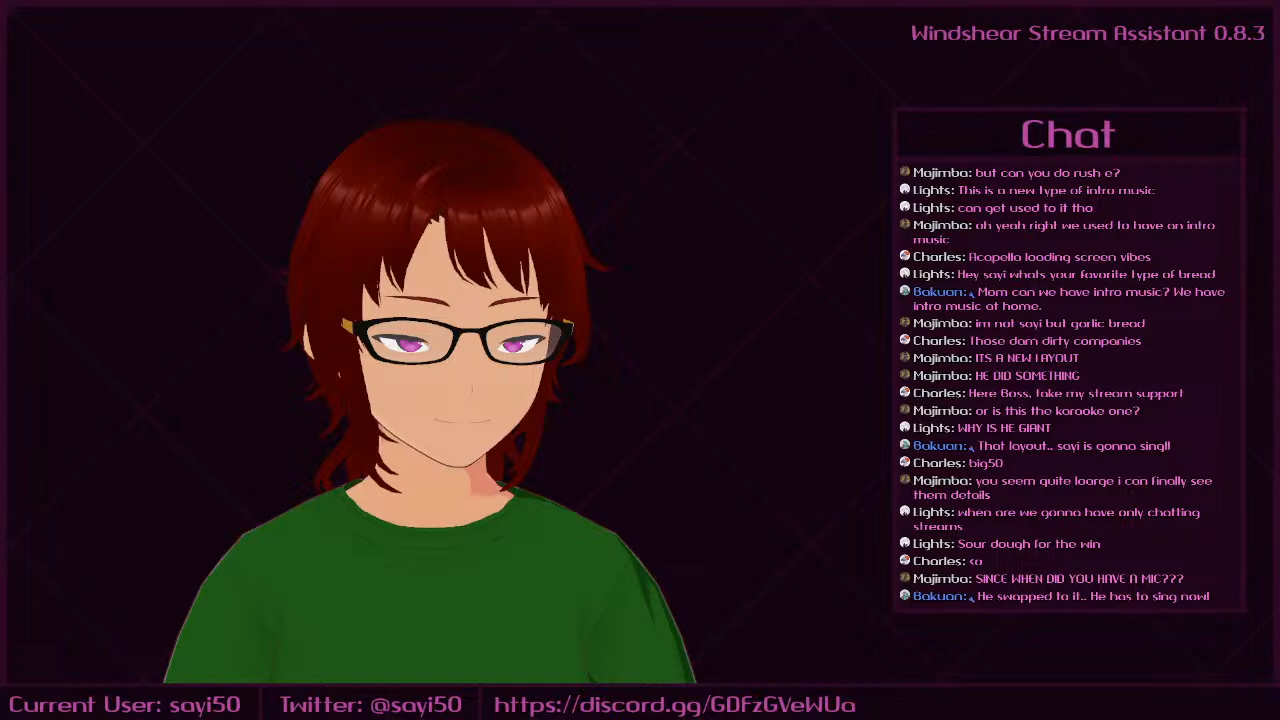 Windshear Stream Assistant 0.8.3
Chat
Majimba: but can you do rush e?
Lights: This is a new type of intro music
Lights: can get used to it tho
Majimba: oh yeah right we used to have an intro
music
Charles: Acapella loading screen vibes
Lights: Hey sayi whats your favorite type of bread
Bakuan: Mom can we have intro music? We have
intro music at home.
Majimba: im not sayi but garlic bread
Charles: Those dam dirty companies
Majimba: ITS A NEW LAYOUT
Majimba: HE DID SOMETHING
Charles: Here Boss, take my stream support
Majimba: or is this the karaoke one?
Lights: WHY IS HE GIANT
Bakuan: That layout.. sayi is gonna sing!!
Charles: big50
Majimba: you seem quite loarge i can finally see
them details
Lights: when are we gonna have only chatting
streams
Lights: Sour dough for the win
Charles: <a
Majimba: SINCE WHEN DID YOU HAVE A MIC???
Bakuan: He swapped to it.. He has to sing now!
Current User: sayi50
Twitter: @sayi50
https://discord.gg/GDFzGVeWUa